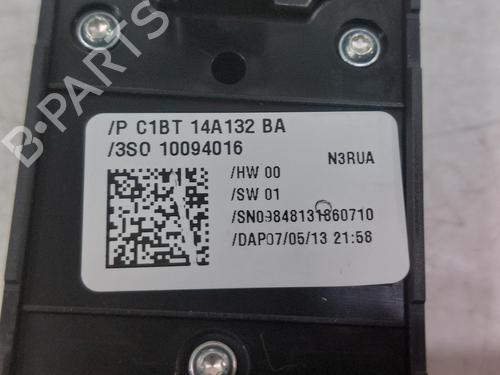 /P C1BT 14A132 BA
/3SO 10094016
N3RUA
/HW 00
/SW 01
/SN09848131860710
/DAP07/05/13 21:58
B-PARTS